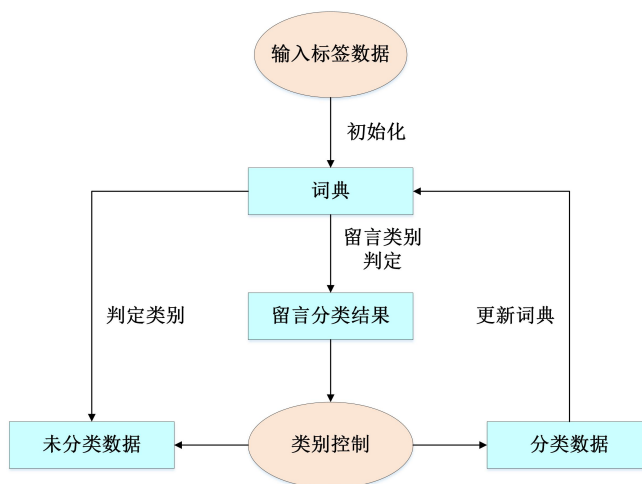 输入标签数据
初始化
词典
留言类别
判定
判定类别
留言分类结果
更新词典
未分类数据
类别控制
分类数据